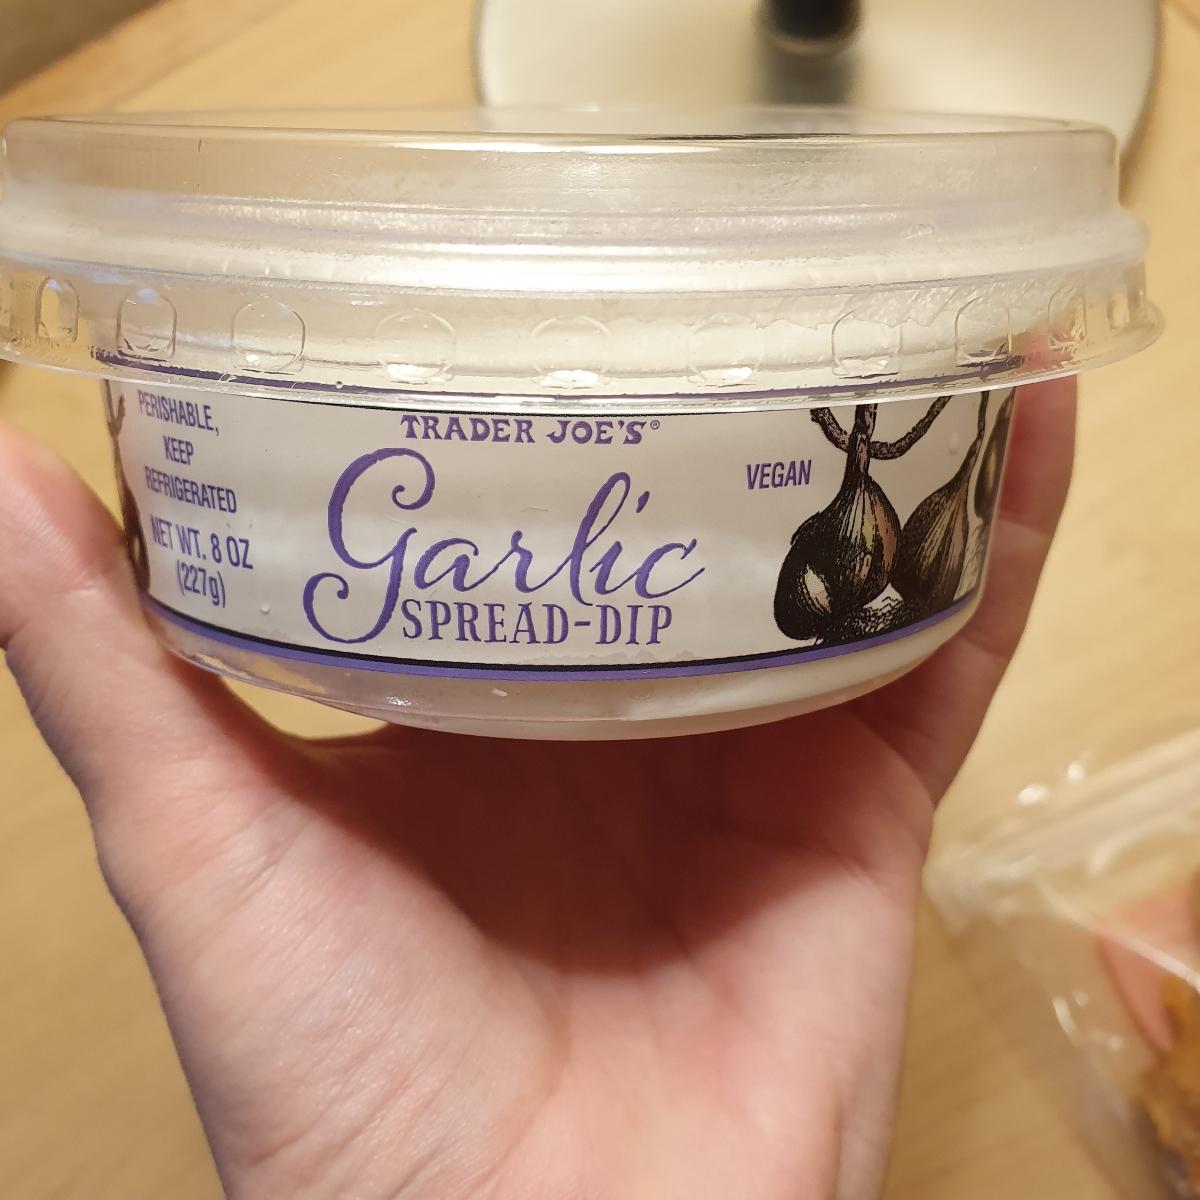 PERISHABLE,
KEEP
REFRIGERATED
NET WT. 8 OZ
(227g)
TRADER JOE'S®
Garlic
SPREAD-DIP
VEGAN